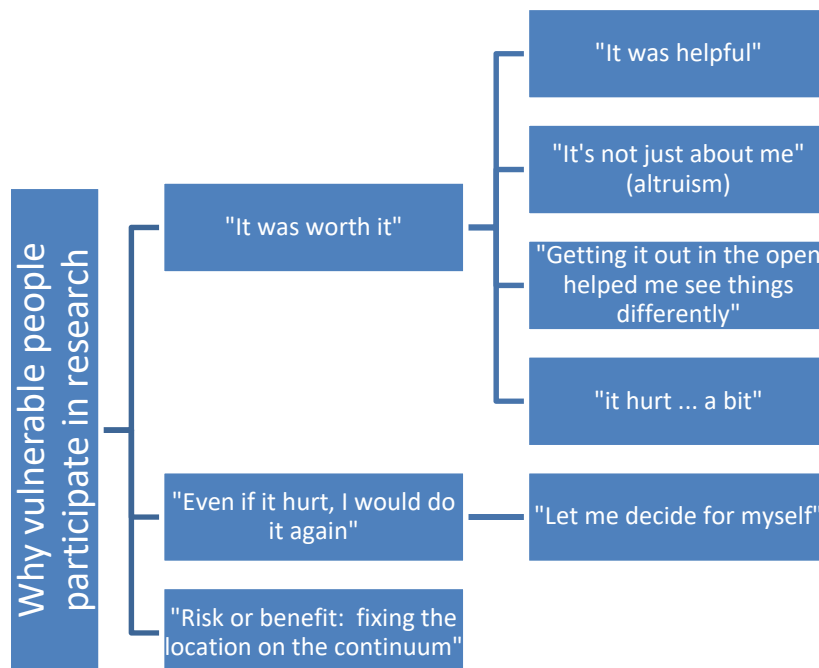 Why vulnerable people
participate in research
"It was worth it"
"It was helpful"
"It's not just about me"
(altruism)
"Getting it out in the open
helped me see things
differently"
"it hurt ... a bit"
"Even if it hurt, I would do
it again"
"Let me decide for myself"
"Risk or benefit:  fixing the
location on the continuum"